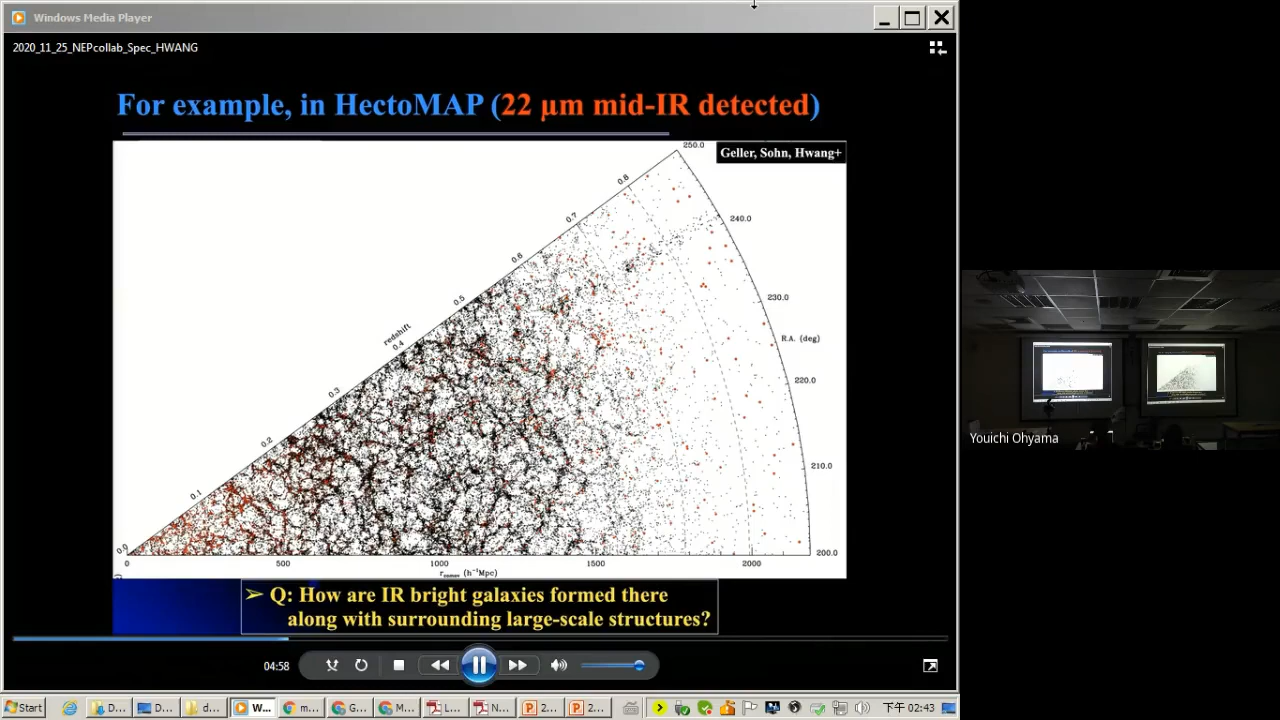 Windows Media Player
2020_11_25_NEPcollab_Spec_HWANG
For example, in HectoMAP (22 μm mid-IR detected)
Geller, Sohn, Hwang+
250.0
240.0
230.0
R.A. (deg)
220.0
210.0
200.0
0.8
0.7
0.6
0.5
redshift
0.4
0.3
0.2
0.1
0.0
0
500
1000
1500
2000
(h⁻¹Mpc)
➢ Q: How are IR bright galaxies formed there
along with surrounding large-scale structures?
04:58
Youichi Ohyama
Start
D...
D...
d...
W...
m...
G...
M...
L...
N...
2...
2...
下午 02:43